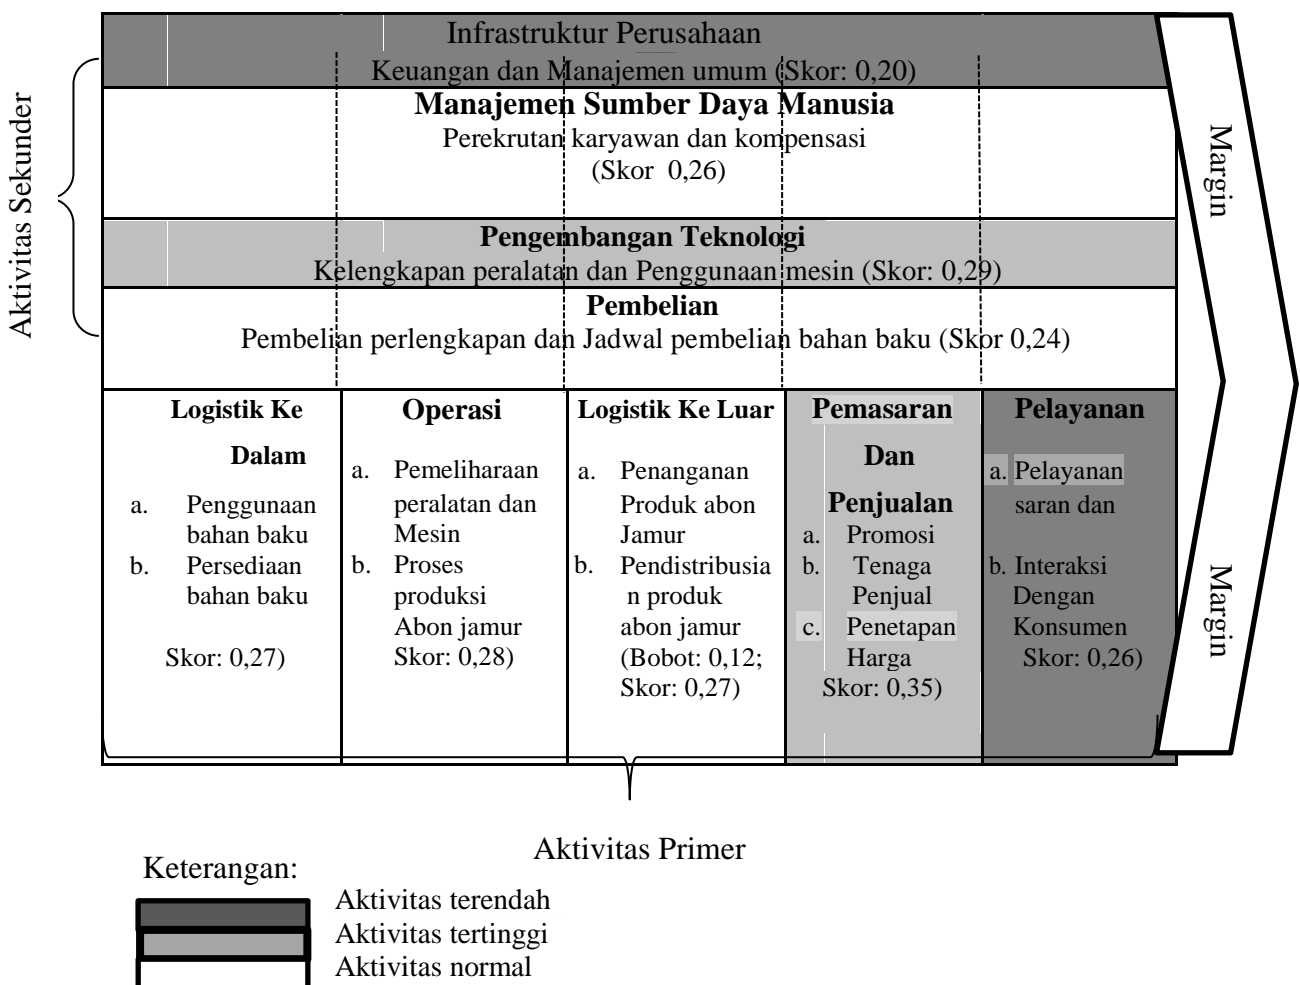 Infrastruktur Perusahaan
Keuangan dan Manajemen umum (Skor: 0,20)
Aktivitas Sekunder
Manajemen Sumber Daya Manusia
Perekrutan karyawan dan kompensasi
(Skor 0,26)
Pengembangan Teknologi
Kelengkapan peralatan dan Penggunaan mesin (Skor: 0,29)
Pembelian
Pembelian perlengkapan dan Jadwal pembelian bahan baku (Skor 0,24)
Margin
Logistik Ke
Dalam
a. Penggunaan
bahan baku
b. Persediaan
bahan baku
Skor: 0,27)
Operasi
a. Pemeliharaan
peralatan dan
Mesin
b. Proses
produksi
Abon jamur
Skor: 0,28)
Logistik Ke Luar
a. Penanganan
Produk abon
Jamur
b. Pendistribusia
n produk
abon jamur
(Bobot: 0,12;
Skor: 0,27)
Pemasaran
Dan
Penjualan
a. Promosi
b. Tenaga
Penjual
c. Penetapan
Harga
Skor: 0,35)
Pelayanan
a. Pelayanan
saran dan
b. Interaksi
Dengan
Konsumen
Skor: 0,26)
Margin
Aktivitas Primer
Keterangan:
Aktivitas terendah
Aktivitas tertinggi
Aktivitas normal